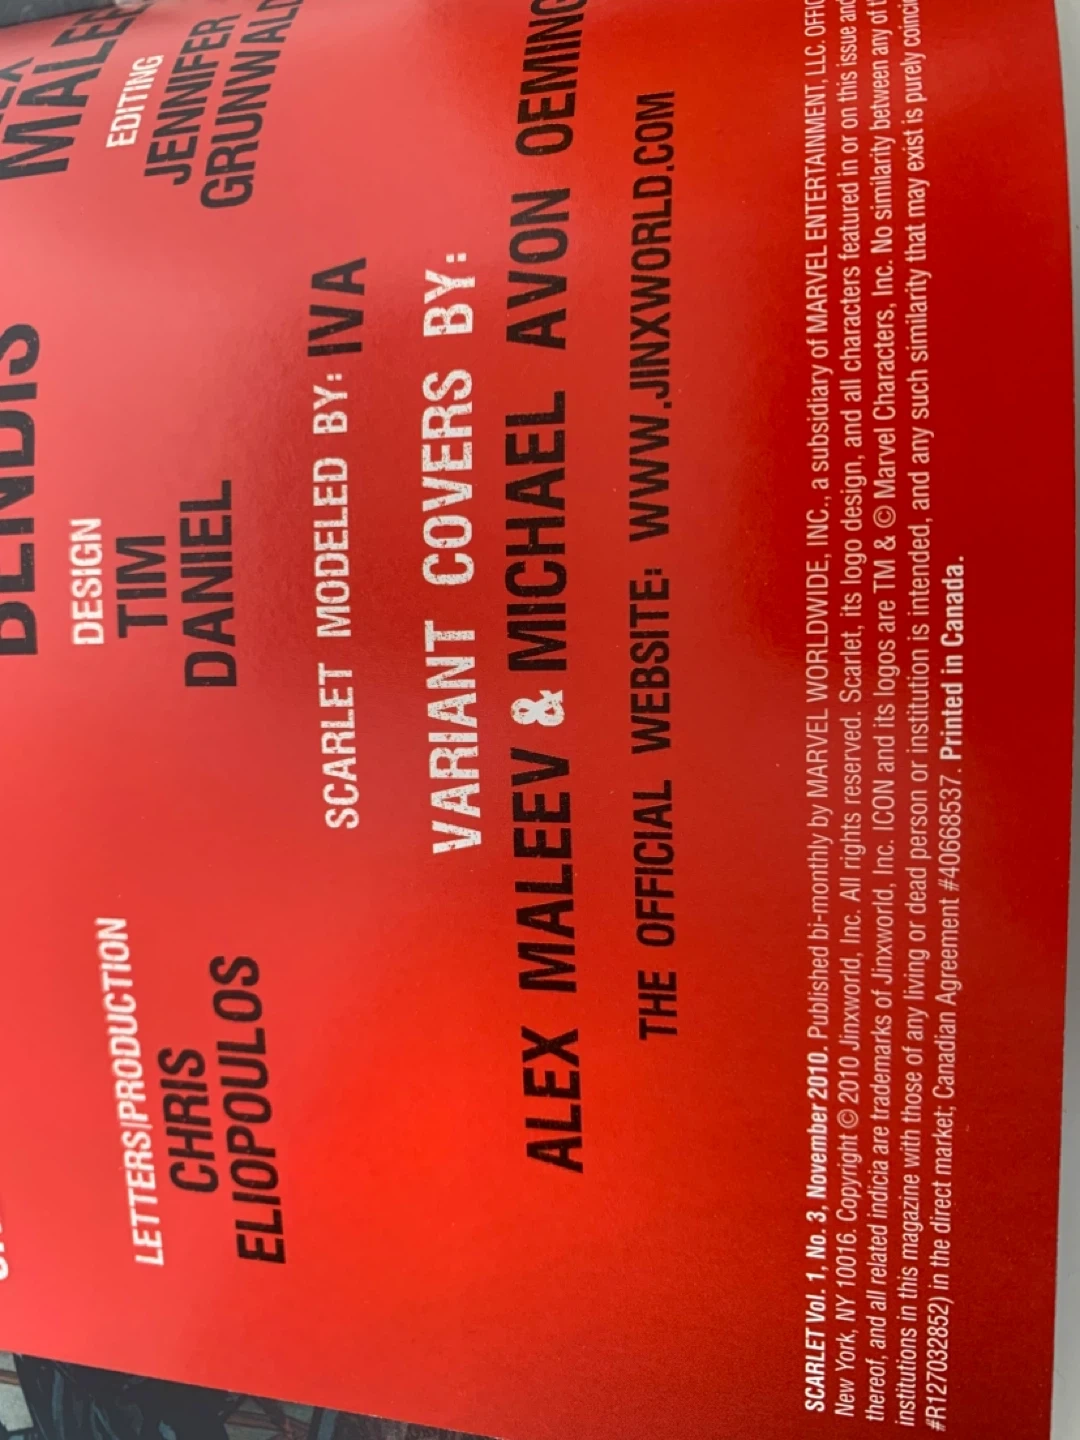 BENDIS
MALEEV
LETTERS|PRODUCTION
CHRIS
ELIOPOULOS
DESIGN
TIM
DANIEL
EDITING
JENNIFER
GRUNWALD
SCARLET MODELED BY: IVA
VARIANT COVERS BY:
ALEX MALEEV & MICHAEL AVON OEMING
THE OFFICIAL WEBSITE: WWW.JINXWORLD.COM
SCARLET Vol. 1, No. 3, November 2010. Published bi-monthly by MARVEL WORLDWIDE, INC., a subsidiary of MARVEL ENTERTAINMENT, LLC.
New York, NY 10016. Copyright © 2010 Jinxworld, Inc. All rights reserved. Scarlet, its logo design, and all characters featured in or on this issue and
thereof, and all related indicia are trademarks of Jinxworld, Inc. ICON and its logos are TM & © Marvel Characters, Inc. No similarity between any of
institutions in this magazine with those of any living or dead person or institution is intended, and any such similarity that may exist is purely
#R127032852) in the direct market; Canadian Agreement #40668537. Printed in Canada.